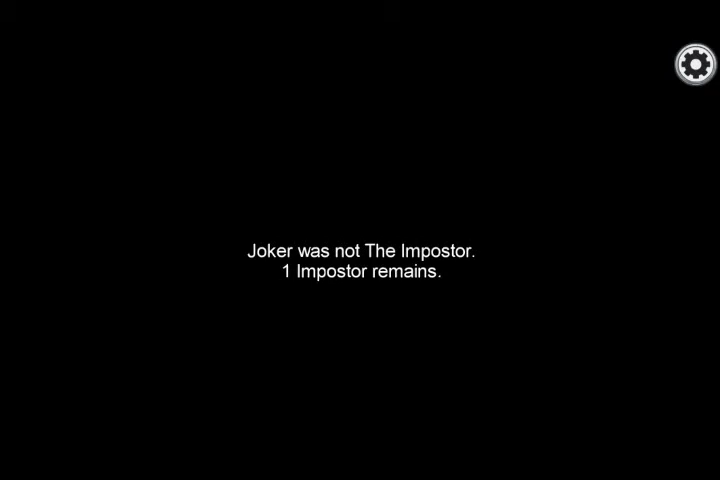 Joker was not The Impostor.
1 Impostor remains.